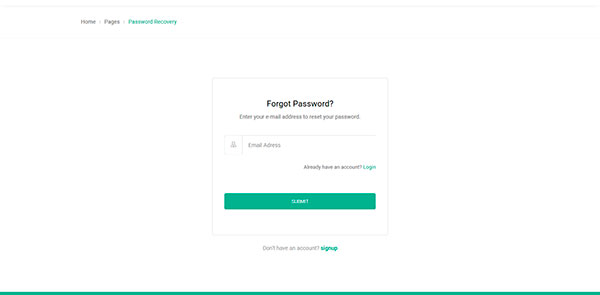 Home Pages Password Recovery
Forgot Password?
Enter your e-mail address to reset your password.
Email Adress
Already have an account? Login
SUBMIT
Don't have an account? signup